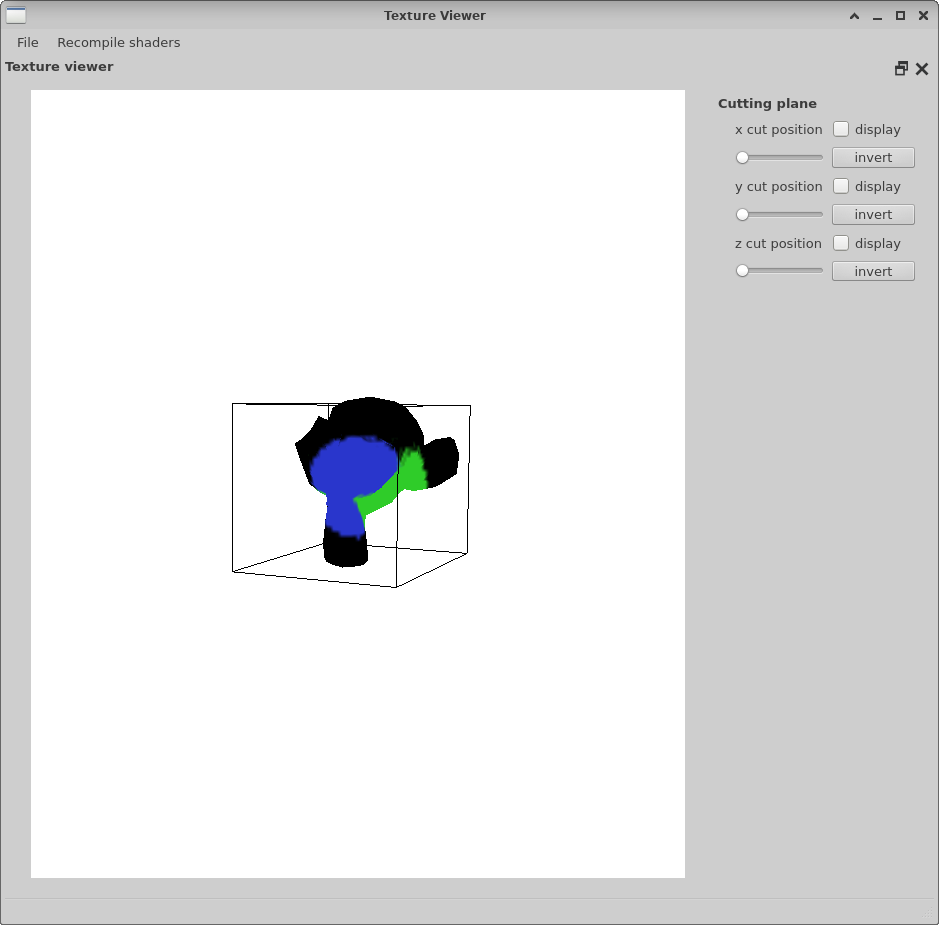 Texture Viewer
File Recompile shaders
Texture viewer
Cutting plane
x cut position display
invert
y cut position display
invert
z cut position display
invert